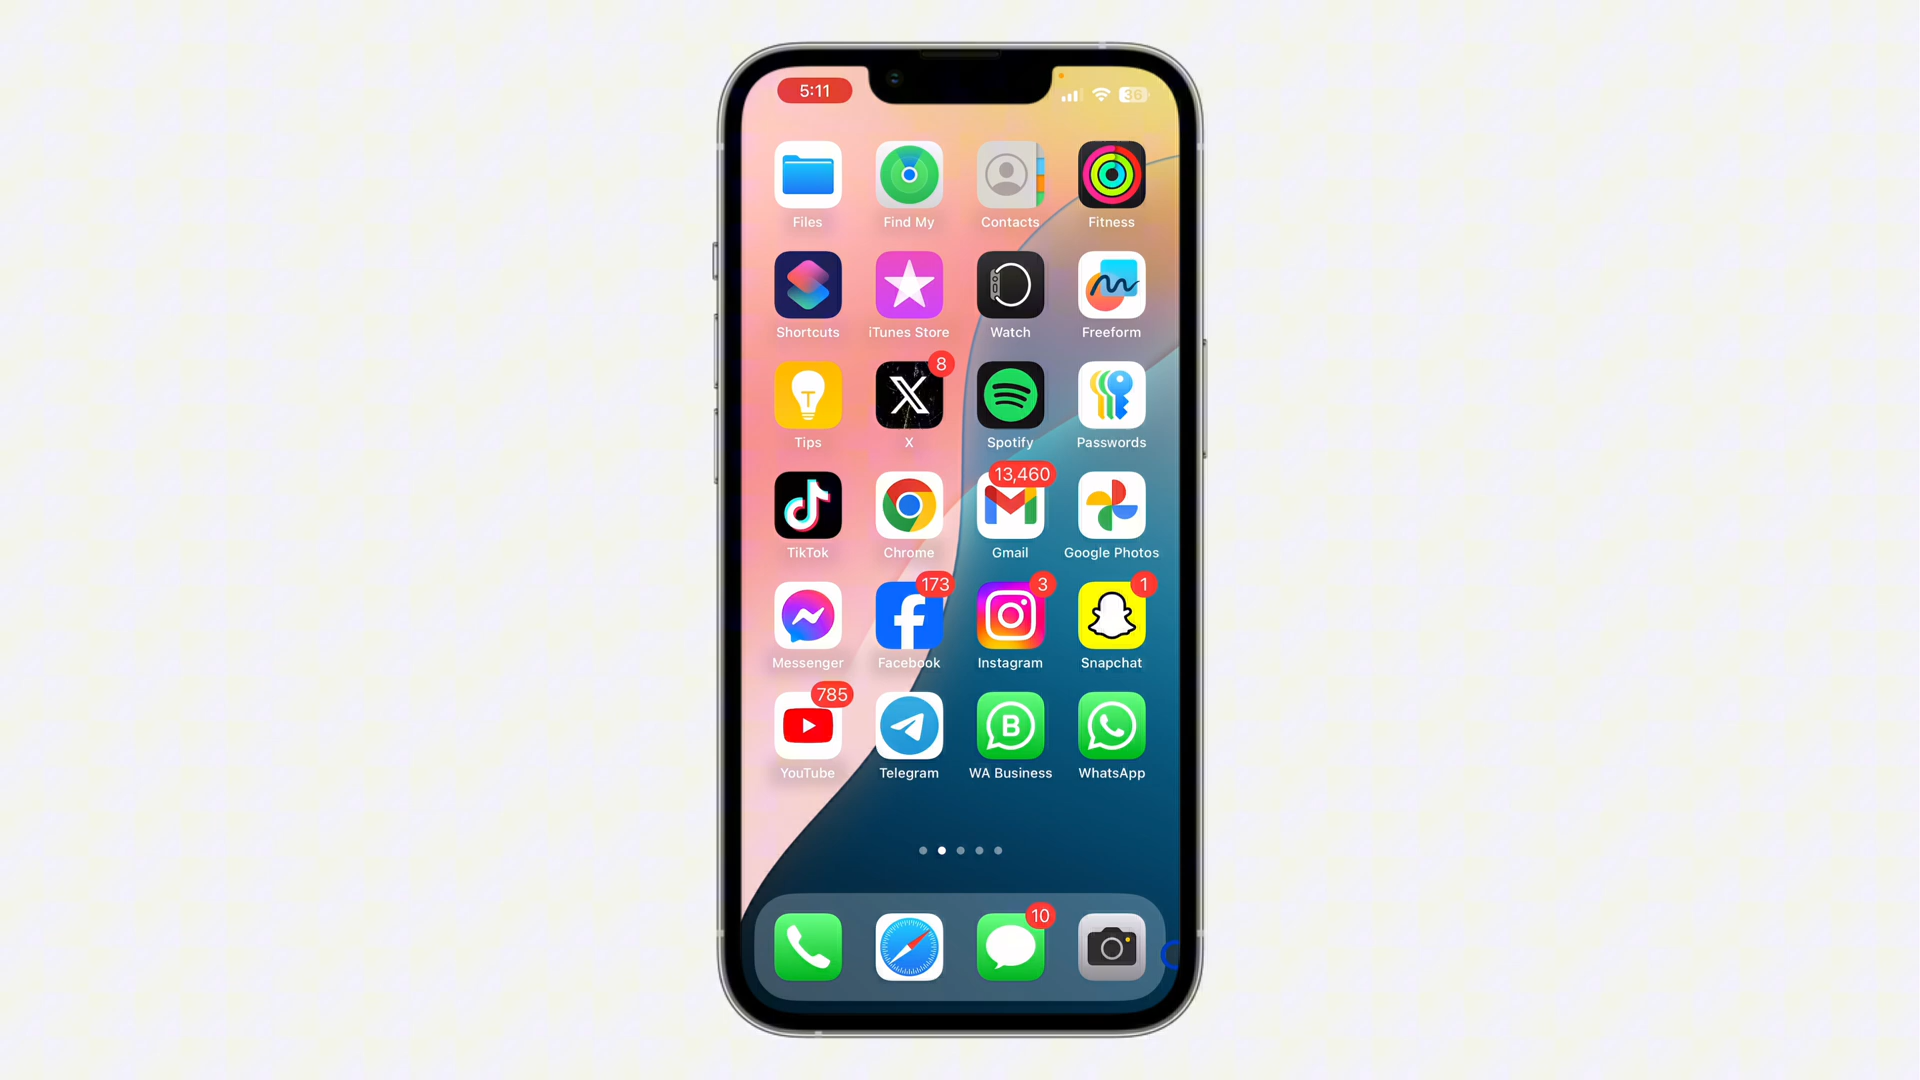 5:11
36
Files Find My Contacts Fitness
Shortcuts iTunes Store Watch Freeform
8
T
Tips X Spotify Passwords
13,460
TikTok Chrome Gmail Google Photos
173 3 1
Messenger Facebook Instagram Snapchat
785
B
YouTube Telegram WA Business WhatsApp
10